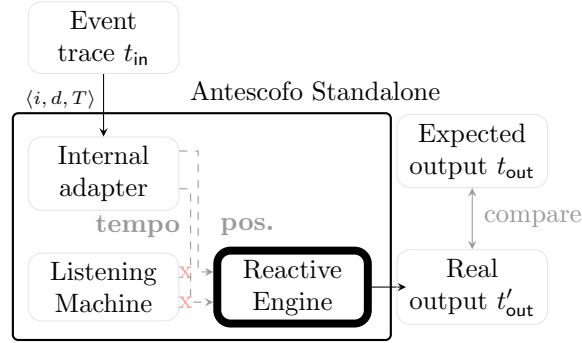 Event
trace t_in
⟨i, d, T⟩
Antescofo Standalone
Internal
adapter
Expected
output t_out
tempo pos.
compare
Listening
Machine
x
x
Reactive
Engine
Real
output t′_out